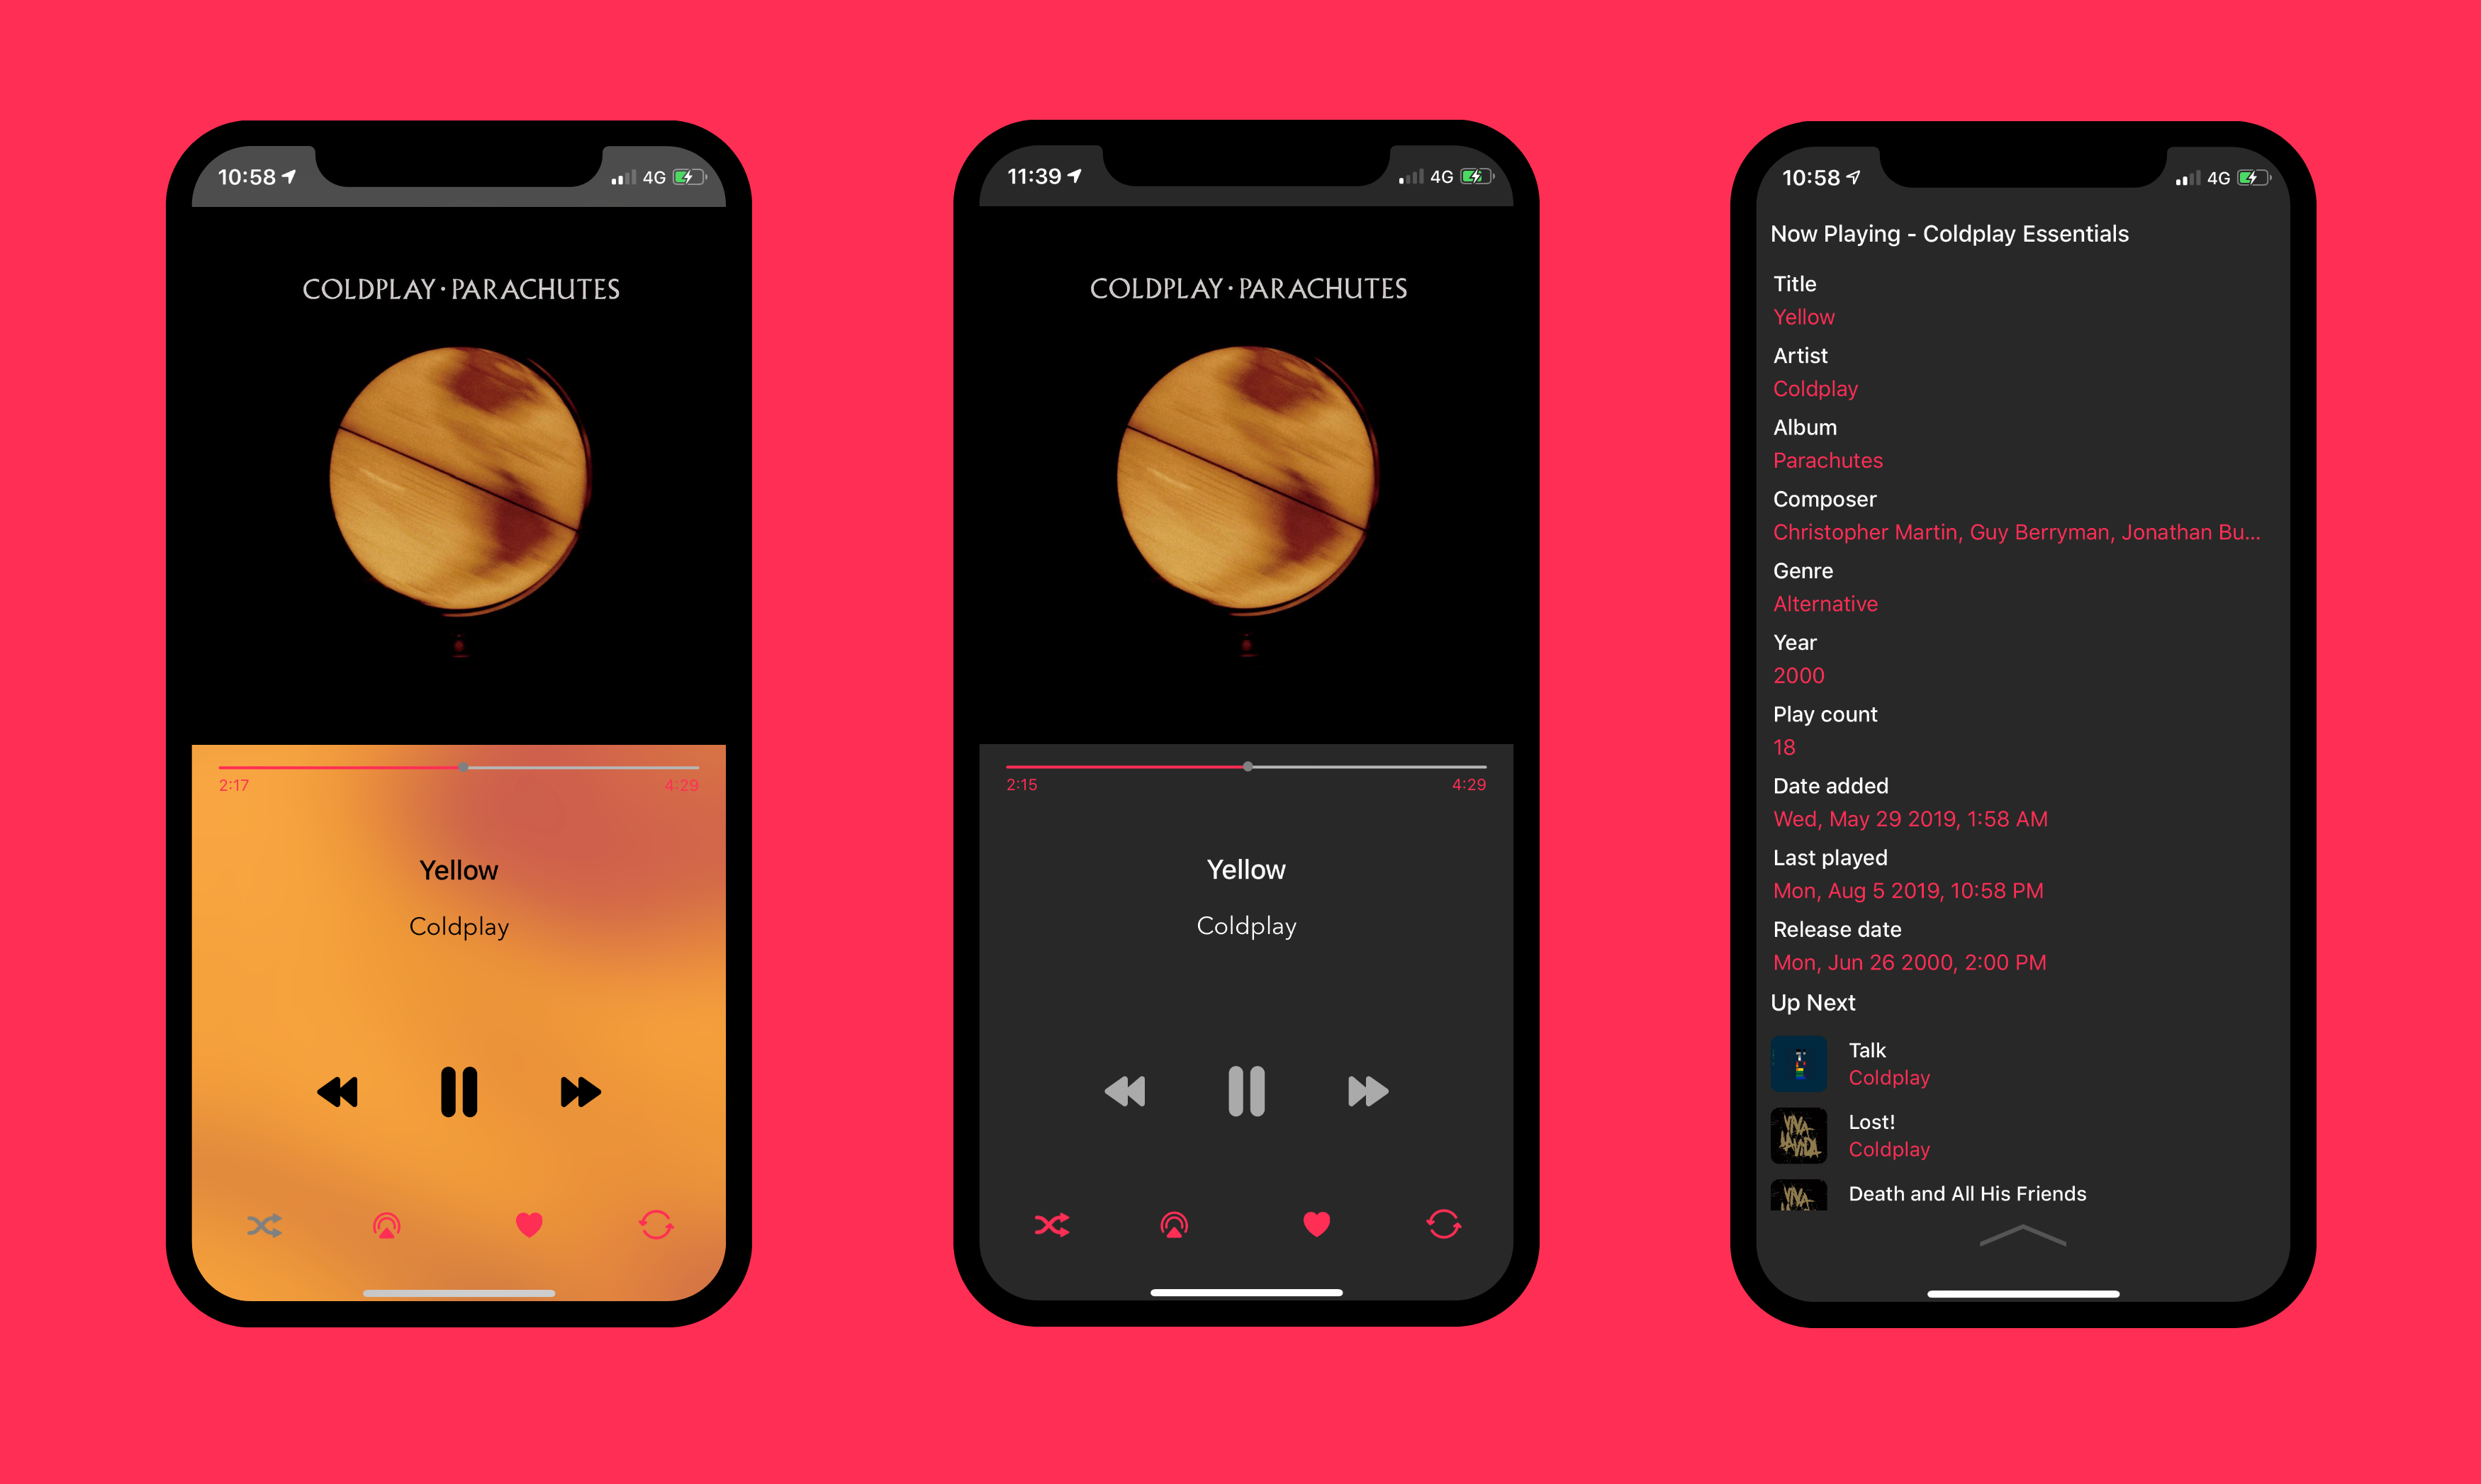 10:58
4G
COLDPLAY · PARACHUTES
2:17
4:29
Yellow
Coldplay
11:39
4G
COLDPLAY · PARACHUTES
2:15
4:29
Yellow
Coldplay
10:58
4G
Now Playing - Coldplay Essentials
Title
Yellow
Artist
Coldplay
Album
Parachutes
Composer
Christopher Martin, Guy Berryman, Jonathan Bu...
Genre
Alternative
Year
2000
Play count
18
Date added
Wed, May 29 2019, 1:58 AM
Last played
Mon, Aug 5 2019, 10:58 PM
Release date
Mon, Jun 26 2000, 2:00 PM
Up Next
Talk
Coldplay
VIVA
LA VIDA
Lost!
Coldplay
VIVA
Death and All His Friends